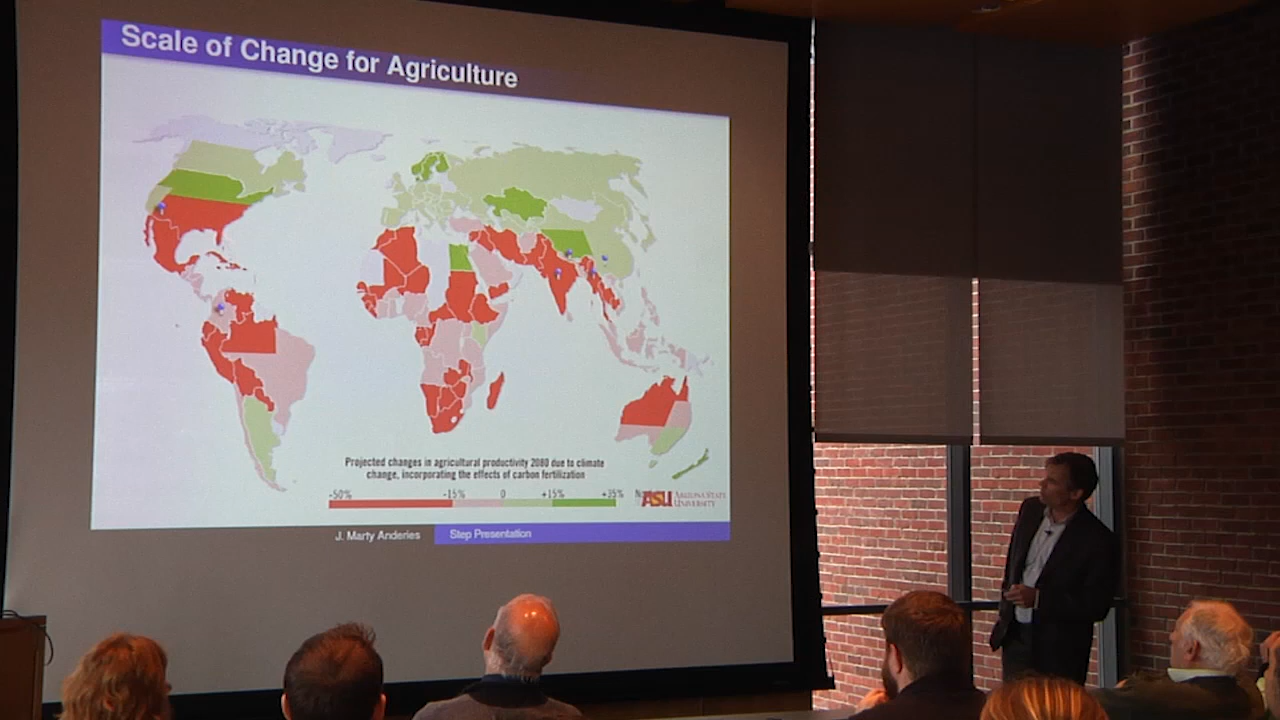 Scale of Change for Agriculture
Projected changes in agricultural productivity 2080 due to climate
change, incorporating the effects of carbon fertilization
-50% -15% 0 +15% +35%
ASU ARIZONA STATE
UNIVERSITY
J. Marty Anderies Step Presentation